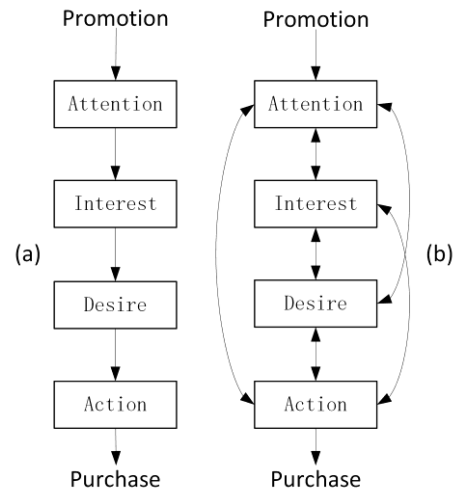 Promotion
Attention
Interest
(a)
Desire
Action
Purchase
Promotion
Attention
Interest
(b)
Desire
Action
Purchase